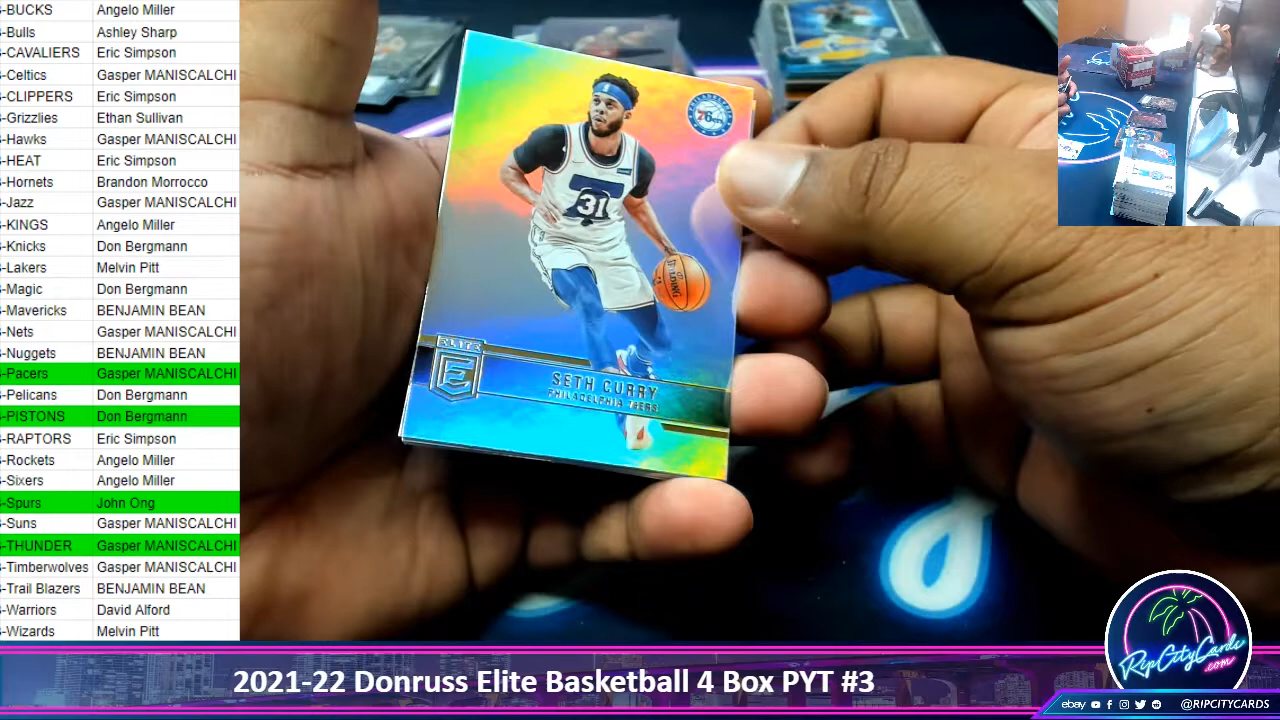 -BUCKS Angelo Miller
-Bulls Ashley Sharp
-CAVALIERS Eric Simpson
-Celtics Gasper MANISCALCHI
-CLIPPERS Eric Simpson
-Grizzlies Ethan Sullivan
-Hawks Gasper MANISCALCHI
-HEAT Eric Simpson
-Hornets Brandon Morrocco
-Jazz Gasper MANISCALCHI
-KINGS Angelo Miller
-Knicks Don Bergmann
-Lakers Melvin Pitt
-Magic Don Bergmann
-Mavericks BENJAMIN BEAN
-Nets Gasper MANISCALCHI
-Nuggets BENJAMIN BEAN
-Pacers Gasper MANISCALCHI
-Pelicans Don Bergmann
-PISTONS Don Bergmann
-RAPTORS Eric Simpson
-Rockets Angelo Miller
-Sixers Angelo Miller
-Spurs John Ong
-Suns Gasper MANISCALCHI
-THUNDER Gasper MANISCALCHI
-Timberwolves Gasper MANISCALCHI
-Trail Blazers BENJAMIN BEAN
-Warriors David Alford
-Wizards Melvin Pitt
PHILADELPHIA
76ers
31
SPALDING
ELITE
E
SETH CURRY
PHILADELPHIA 76ERS
2021-22 Donruss Elite Basketball 4 Box PYT #3
RipCityCards
.com
ebay @RIPCITYCARDS